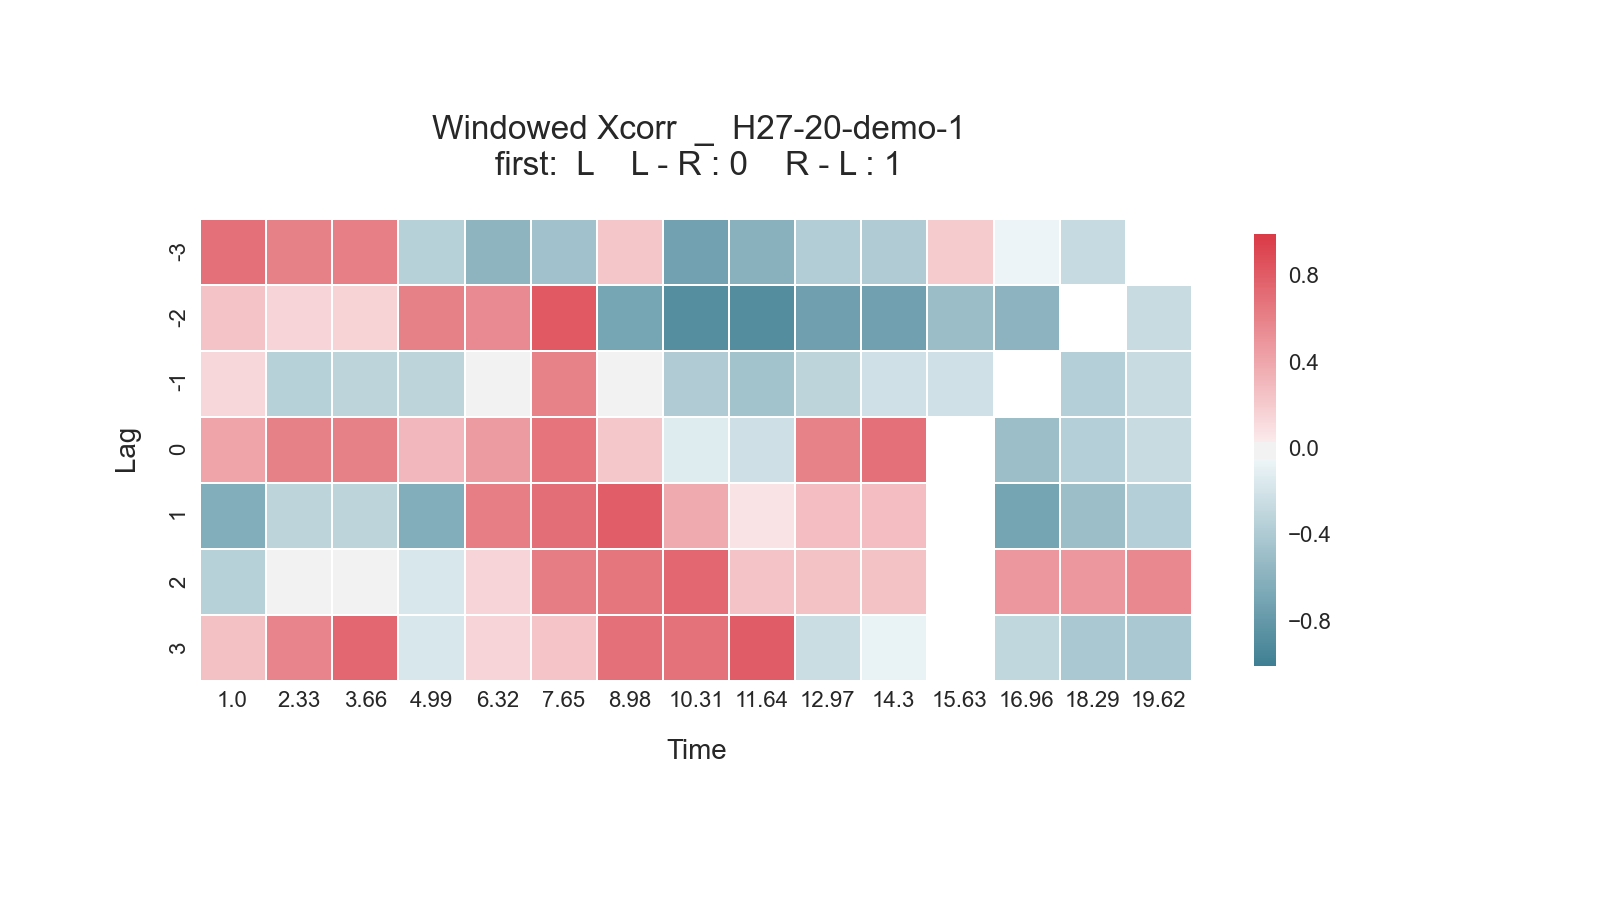 Windowed Xcorr _ H27-20-demo-1
first: L L - R : 0 R - L : 1
Lag
-3
-2
-1
0
1
2
3
1.0 2.33 3.66 4.99 6.32 7.65 8.98 10.31 11.64 12.97 14.3 15.63 16.96 18.29 19.62
Time
0.8
0.4
0.0
−0.4
−0.8